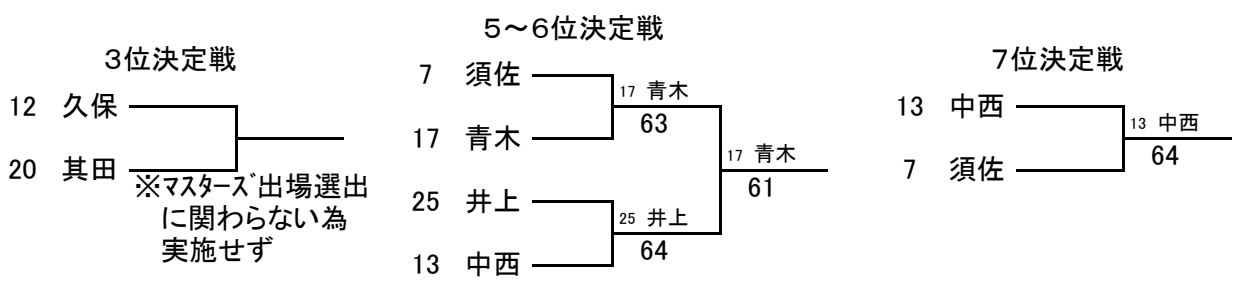 3位決定戦
12 久保
20 其田
※マスターズ出場選出
に関わらない為
実施せず
5～6位決定戦
7 須佐
17 青木
25 井上
13 中西
17 青木
63
25 井上
64
17 青木
61
7位決定戦
13 中西
7 須佐
13 中西
64